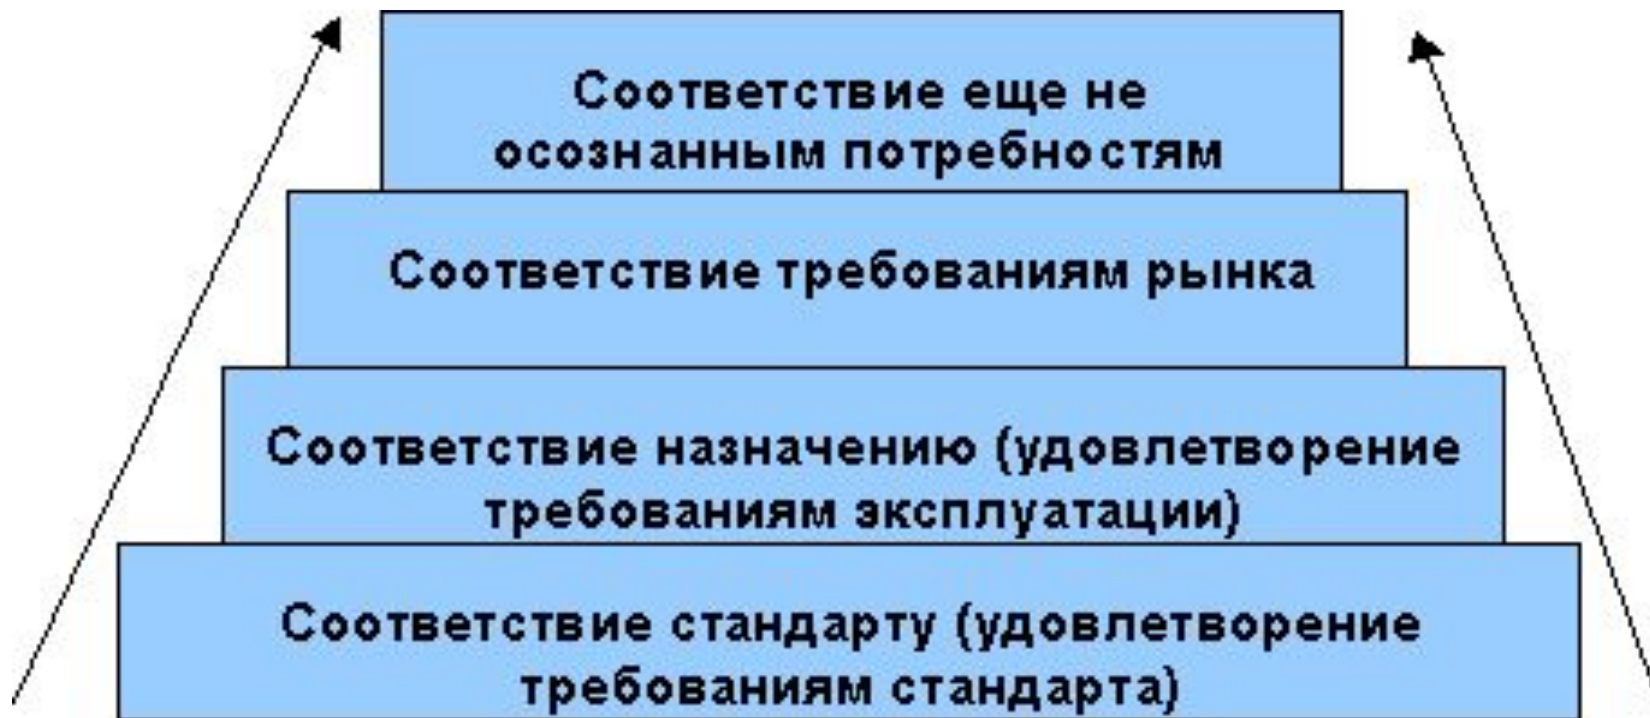 Соответствие еще не
осознанным потребностям
Соответствие требованиям рынка
Соответствие назначению (удовлетворение
требованиям эксплуатации)
Соответствие стандарту (удовлетворение
требованиям стандарта)